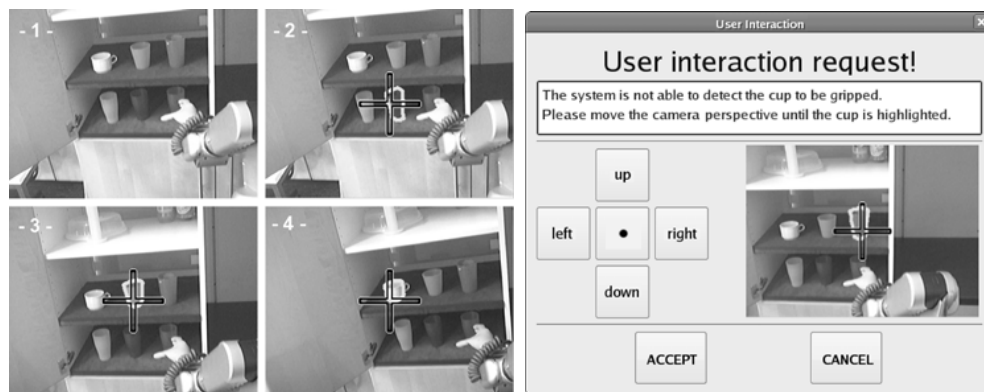 - 1 -
- 2 -
- 3 -
- 4 -
User Interaction
User interaction request!
The system is not able to detect the cup to be gripped.
Please move the camera perspective until the cup is highlighted.
up
left
right
down
ACCEPT
CANCEL